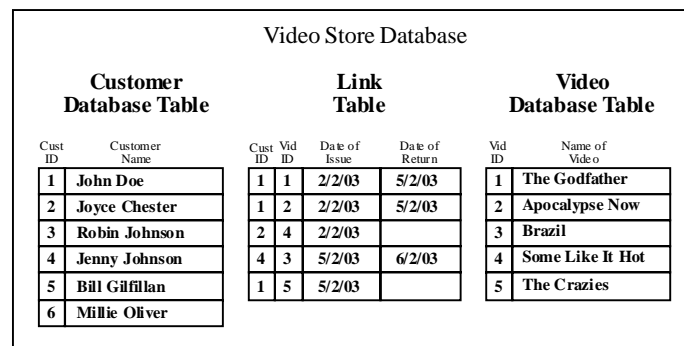 Video Store Database
Customer
Database Table
Link
Table
Video
Database Table
Cust
ID
Customer
Name
Cust
ID
Vid
ID
Date of
Issue
Date of
Return
Vid
ID
Name of
Video
1 John Doe
2 Joyce Chester
3 Robin Johnson
4 Jenny Johnson
5 Bill Gilfillan
6 Millie Oliver
1 1 2/2/03 5/2/03
1 2 2/2/03 5/2/03
2 4 2/2/03
4 3 5/2/03 6/2/03
1 5 5/2/03
1 The Godfather
2 Apocalypse Now
3 Brazil
4 Some Like It Hot
5 The Crazies